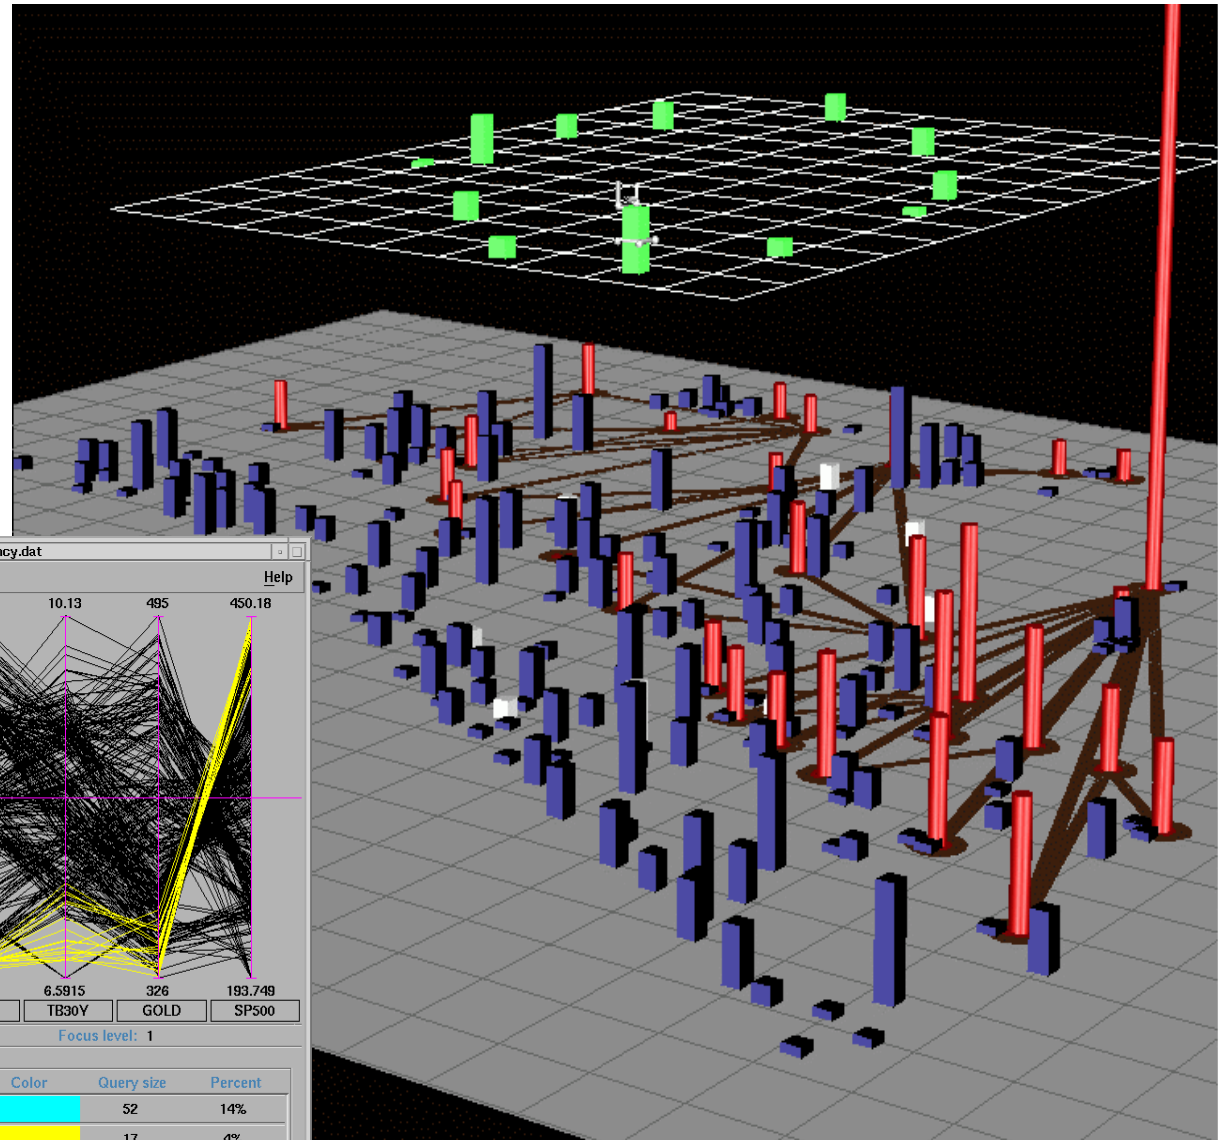 ncy.dat
Help
10.13 495 450.18
6.5915 326 193.749
TB30Y GOLD SP500
Focus level: 1
Color Query size Percent
52 14%
17 4%